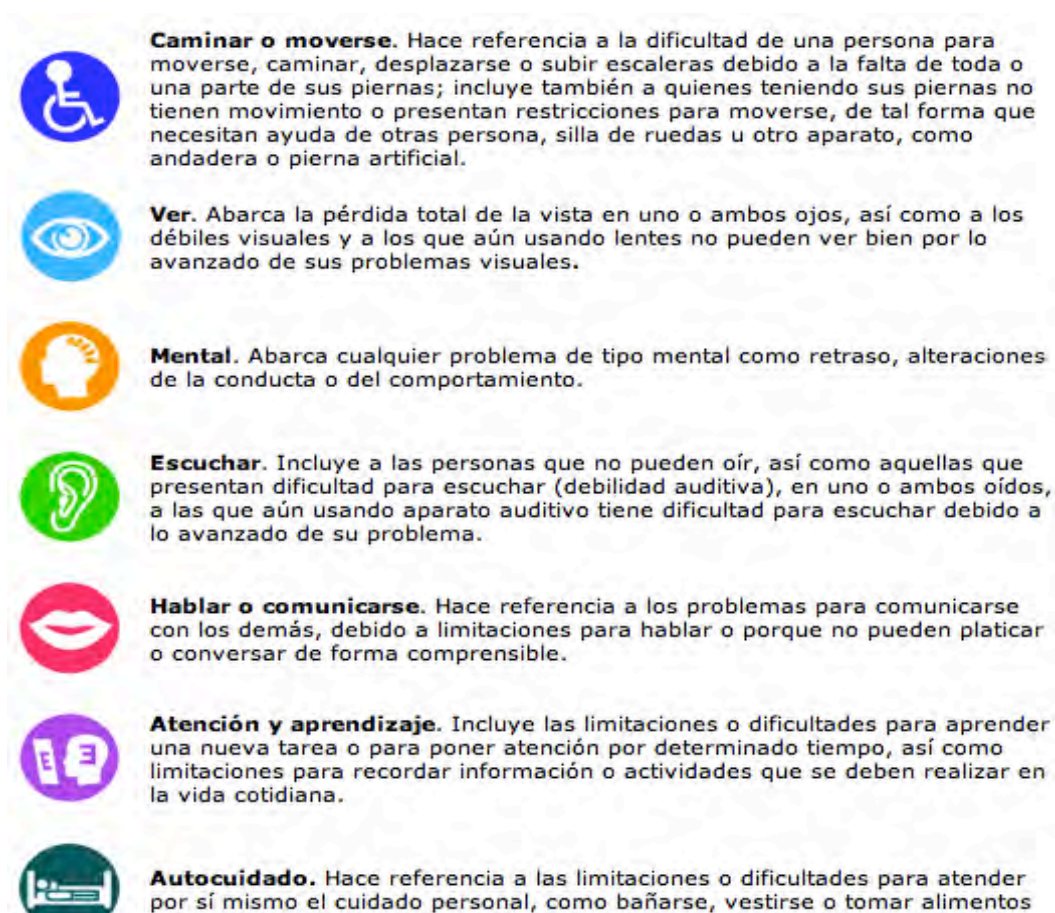 Caminar o moverse. Hace referencia a la dificultad de una persona para
moverse, caminar, desplazarse o subir escaleras debido a la falta de toda o
una parte de sus piernas; incluye también a quienes teniendo sus piernas no
tienen movimiento o presentan restricciones para moverse, de tal forma que
necesitan ayuda de otras persona, silla de ruedas u otro aparato, como
andadera o pierna artificial.
Ver. Abarca la pérdida total de la vista en uno o ambos ojos, así como a los
débiles visuales y a los que aún usando lentes no pueden ver bien por lo
avanzado de sus problemas visuales.
Mental. Abarca cualquier problema de tipo mental como retraso, alteraciones
de la conducta o del comportamiento.
Escuchar. Incluye a las personas que no pueden oír, así como aquellas que
presentan dificultad para escuchar (debilidad auditiva), en uno o ambos oídos,
a las que aún usando aparato auditivo tiene dificultad para escuchar debido a
lo avanzado de su problema.
Hablar o comunicarse. Hace referencia a los problemas para comunicarse
con los demás, debido a limitaciones para hablar o porque no pueden platicar
o conversar de forma comprensible.
Atención y aprendizaje. Incluye las limitaciones o dificultades para aprender
una nueva tarea o para poner atención por determinado tiempo, así como
limitaciones para recordar información o actividades que se deben realizar en
la vida cotidiana.
E E
Autocuidado. Hace referencia a las limitaciones o dificultades para atender
por sí mismo el cuidado personal, como bañarse, vestirse o tomar alimentos